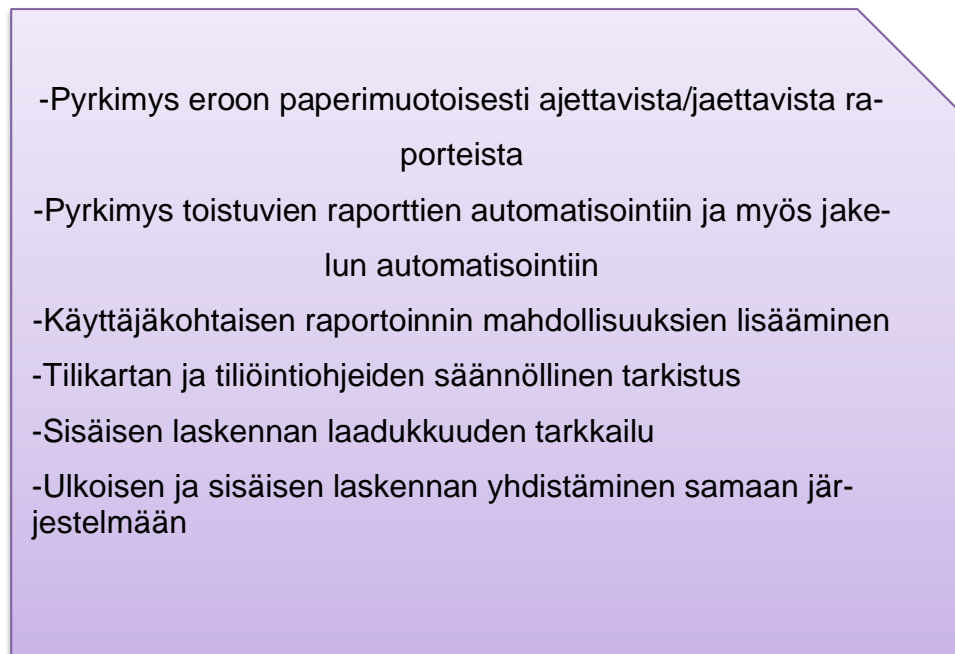 -Pyrkimys eroon paperimuotoisesti ajettavista/jaettavista ra-
porteista
-Pyrkimys toistuvien raporttien automatisointiin ja myös jake-
lun automatisointiin
-Käyttäjäkohtaisen raportoinnin mahdollisuuksien lisääminen
-Tilikartan ja tiliöintiohjeiden säännöllinen tarkistus
-Sisäisen laskennan laadukkuuden tarkkailu
-Ulkoisen ja sisäisen laskennan yhdistäminen samaan jär-
jestelmään